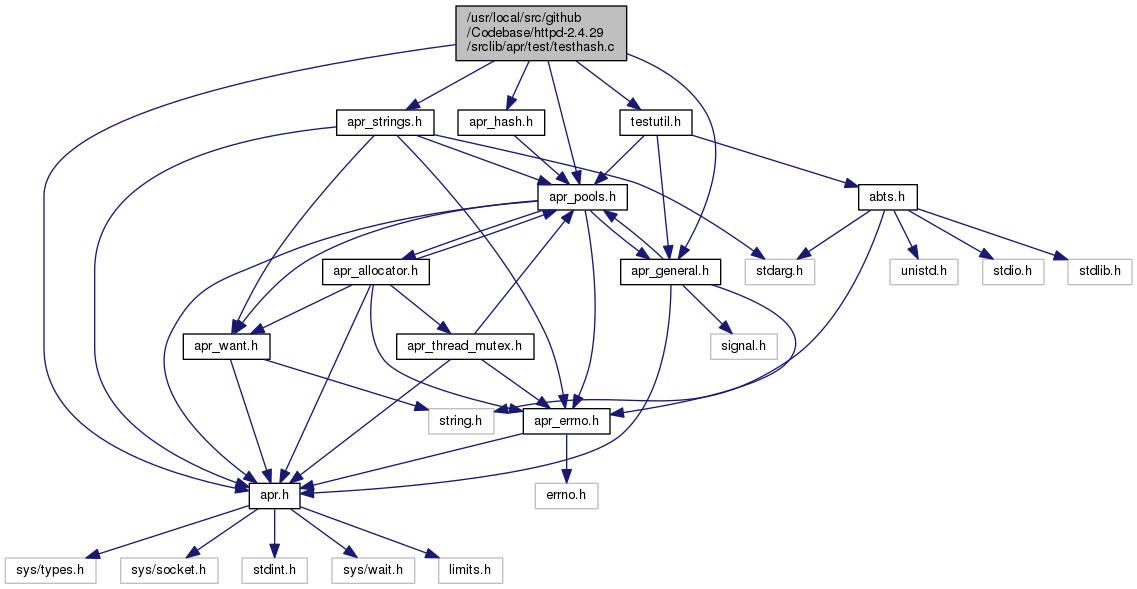 /usr/local/src/github
/Codebase/httpd-2.4.29
/srclib/apr/test/testhash.c
apr_strings.h
apr_hash.h
testutil.h
apr_pools.h
abts.h
apr_allocator.h
apr_general.h
stdarg.h
unistd.h
stdio.h
stdlib.h
apr_want.h
apr_thread_mutex.h
signal.h
string.h
apr_errno.h
apr.h
errno.h
sys/types.h
sys/socket.h
stdint.h
sys/wait.h
limits.h